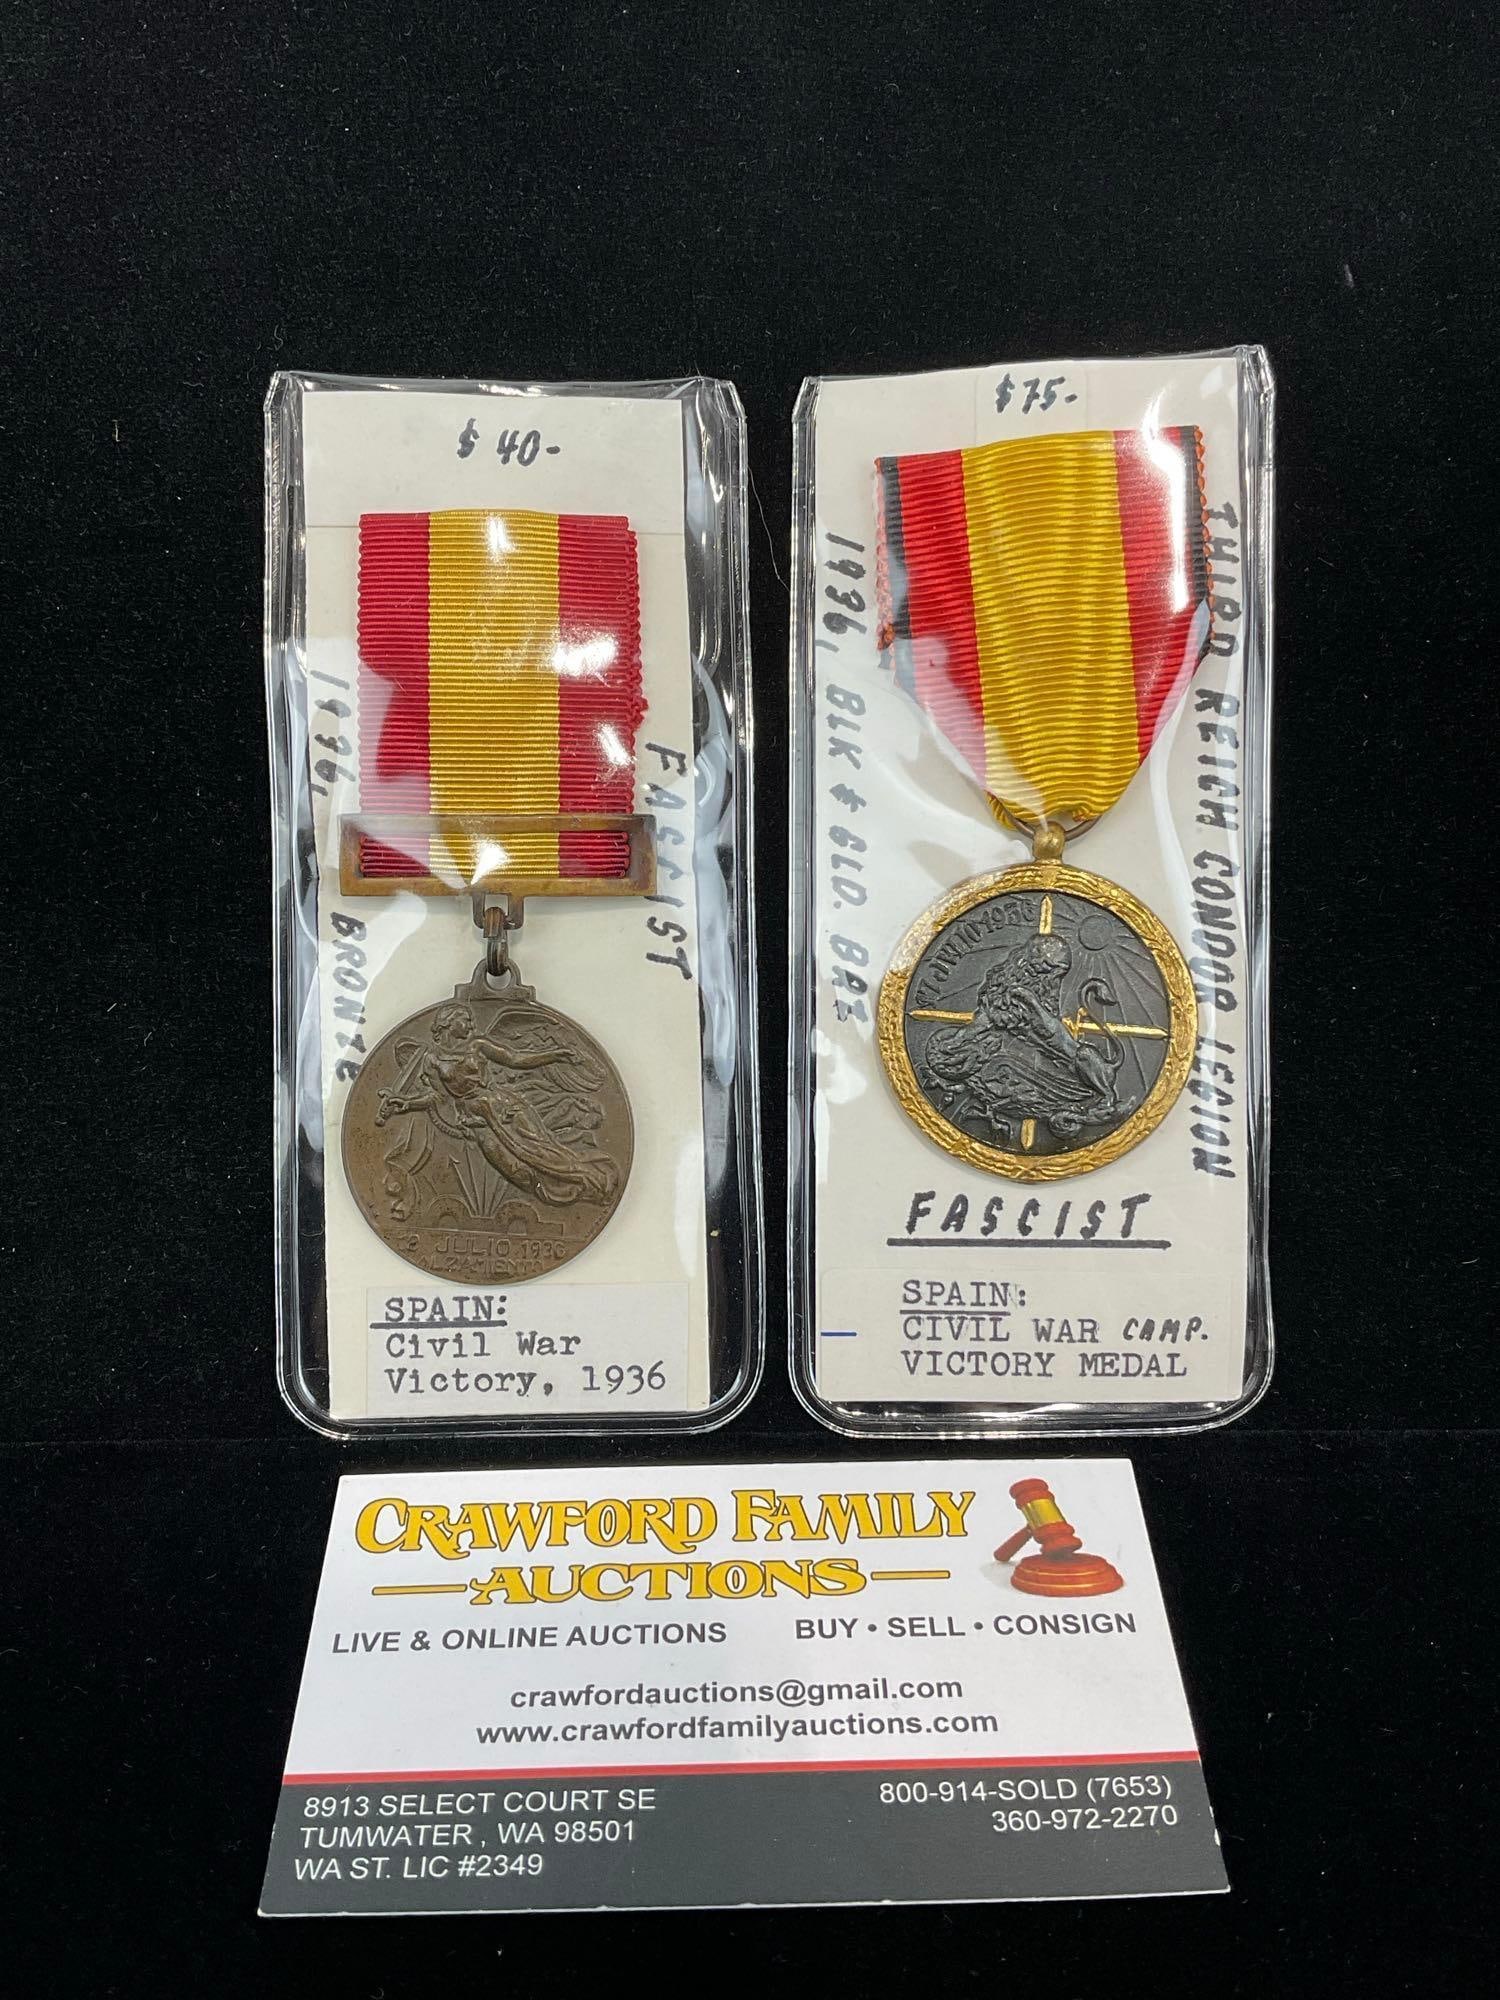 $ 40-
1936,
BRONZE
FASCIST
JULIO 1936
ALZAMIENTO
SPAIN:
Civil War
Victory, 1936
$75-
1936, BLK & GLD. BRZ
THIRD REICH CONDOR LEGION
17 JVLIO 1936
FASCIST
SPAIN:
CIVIL WAR CAMP.
VICTORY MEDAL
CRAWFORD FAMILY
AUCTIONS
LIVE & ONLINE AUCTIONS
BUY • SELL • CONSIGN
crawfordauctions@gmail.com
www.crawfordfamilyauctions.com
8913 SELECT COURT SE
TUMWATER , WA 98501
WA ST. LIC #2349
800-914-SOLD (7653)
360-972-2270